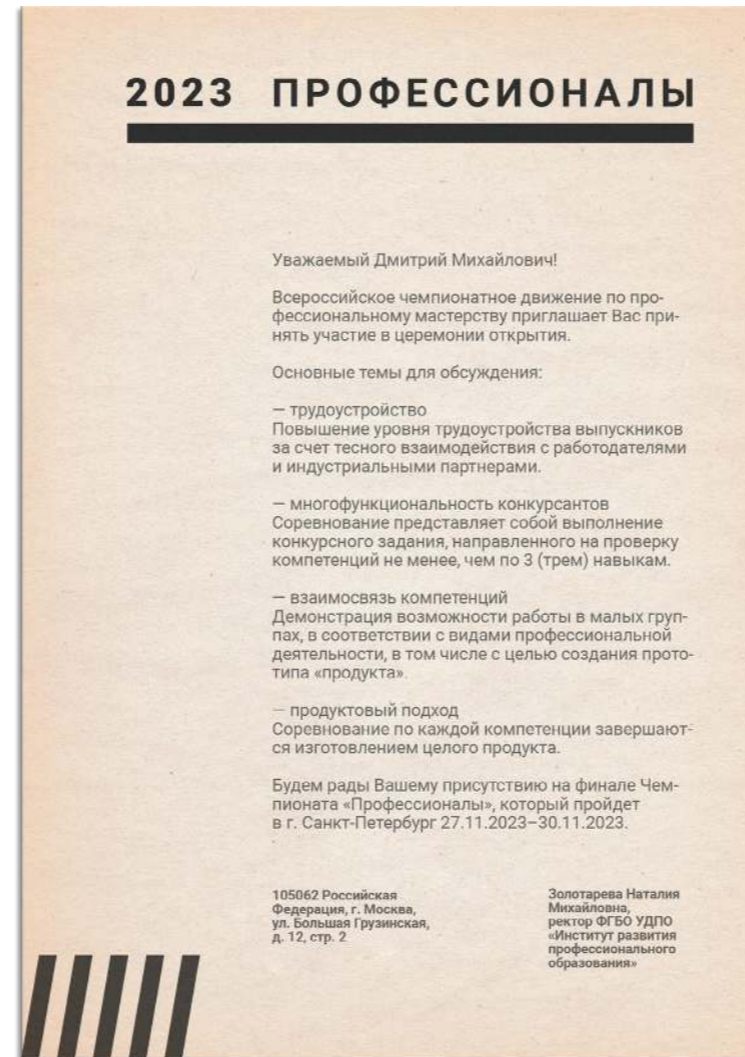 2023 ПРОФЕССИОНАЛЫ
Уважаемый Дмитрий Михайлович!
Всероссийское чемпионатное движение по про-
фессиональному мастерству приглашает Вас при-
нять участие в церемонии открытия.
Основные темы для обсуждения:
— трудоустройство
Повышение уровня трудоустройства выпускников
за счет тесного взаимодействия с работодателями
и индустриальными партнерами.
— многофункциональность конкурсантов
Соревнование представляет собой выполнение
конкурсного задания, направленного на проверку
компетенций не менее, чем по 3 (трем) навыкам.
— взаимосвязь компетенций
Демонстрация возможности работы в малых груп-
пах, в соответствии с видами профессиональной
деятельности, в том числе с целью создания прото-
типа «продукта».
— продуктовый подход
Соревнование по каждой компетенции завершают-
ся изготовлением целого продукта.
Будем рады Вашему присутствию на финале Чем-
пионата «Профессионалы», который пройдет
в г. Санкт-Петербург 27.11.2023–30.11.2023.
105062 Российская
Федерация, г. Москва,
ул. Большая Грузинская,
д. 12, стр. 2
Золотарева Наталия
Михайловна,
ректор ФГБО УДПО
«Институт развития
профессионального
образования»